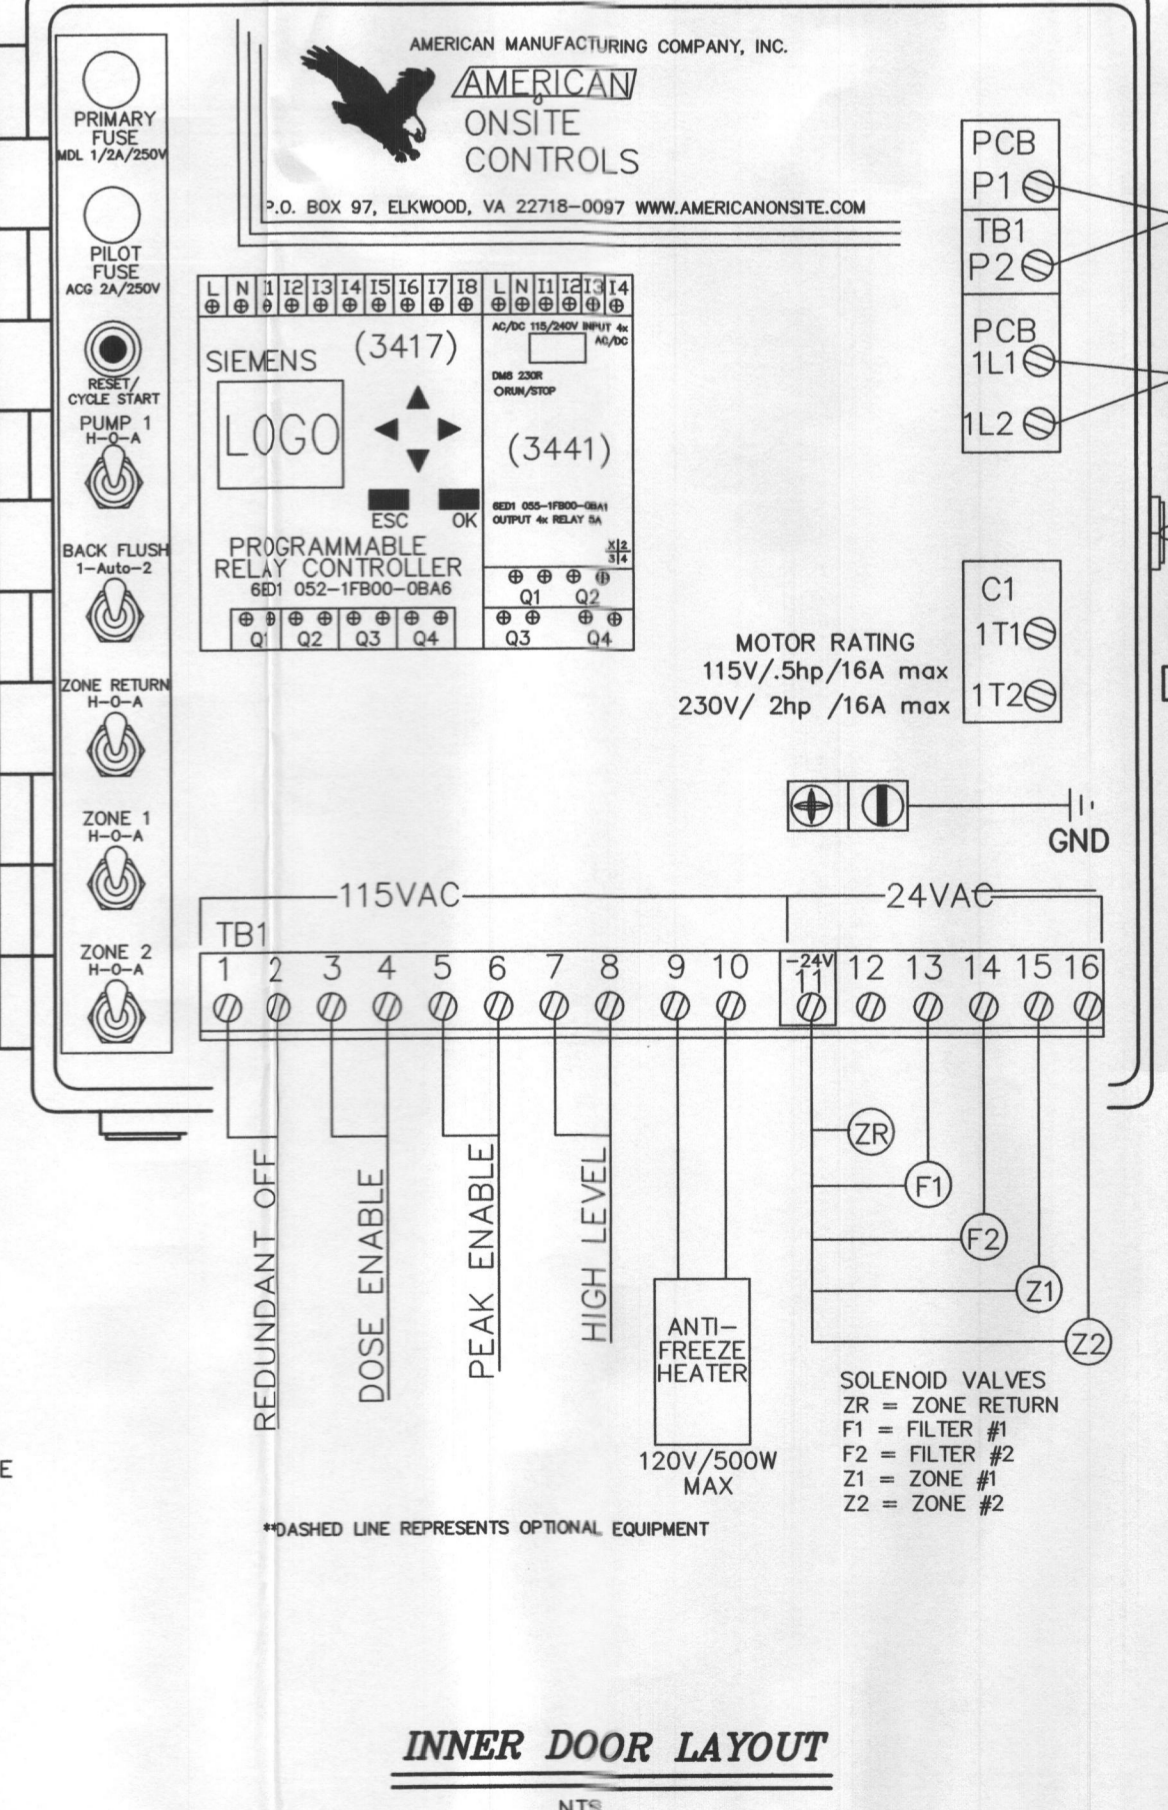 AMERICAN MANUFACTURING COMPANY, INC.
AMERICAN
ONSITE
CONTROLS
P.O. BOX 97, ELKWOOD, VA 22718-0097 WWW.AMERICANONSITE.COM
PRIMARY
FUSE
MDL 1/2A/250V
PILOT
FUSE
ACG 2A/250V
RESET/
CYCLE START
PUMP 1
H-O-A
BACK FLUSH
1-Auto-2
ZONE RETURN
H-O-A
ZONE 1
H-O-A
ZONE 2
H-O-A
L N I1 I2 I3 I4 I5 I6 I7 I8
SIEMENS
(3417)
LOGO
ESC OK
PROGRAMMABLE
RELAY CONTROLLER
6ED1 052-1FB00-0BA6
Q1 Q2 Q3 Q4
L N I1 I2 I3 I4
AC/DC 115/240V INPUT 4x
AC/DC
DM8 230R
RUN/STOP
(3441)
6ED1 055-1FB00-0BA1
OUTPUT 4x RELAY 5A
X 2
3 4
Q1 Q2
Q3 Q4
PCB
P1
TB1
P2
PCB
1L1
1L2
C1
1T1
1T2
MOTOR RATING
115V/.5hp/16A max
230V/ 2hp /16A max
GND
115VAC
24VAC
TB1
-24V
1 2 3 4 5 6 7 8 9 10 11 12 13 14 15 16
REDUNDANT OFF
DOSE ENABLE
PEAK ENABLE
HIGH LEVEL
ANTI-
FREEZE
HEATER
120V/500W
MAX
ZR
F1
F2
Z1
Z2
SOLENOID VALVES
ZR = ZONE RETURN
F1 = FILTER #1
F2 = FILTER #2
Z1 = ZONE #1
Z2 = ZONE #2
E
**DASHED LINE REPRESENTS OPTIONAL EQUIPMENT
INNER DOOR LAYOUT
NTS